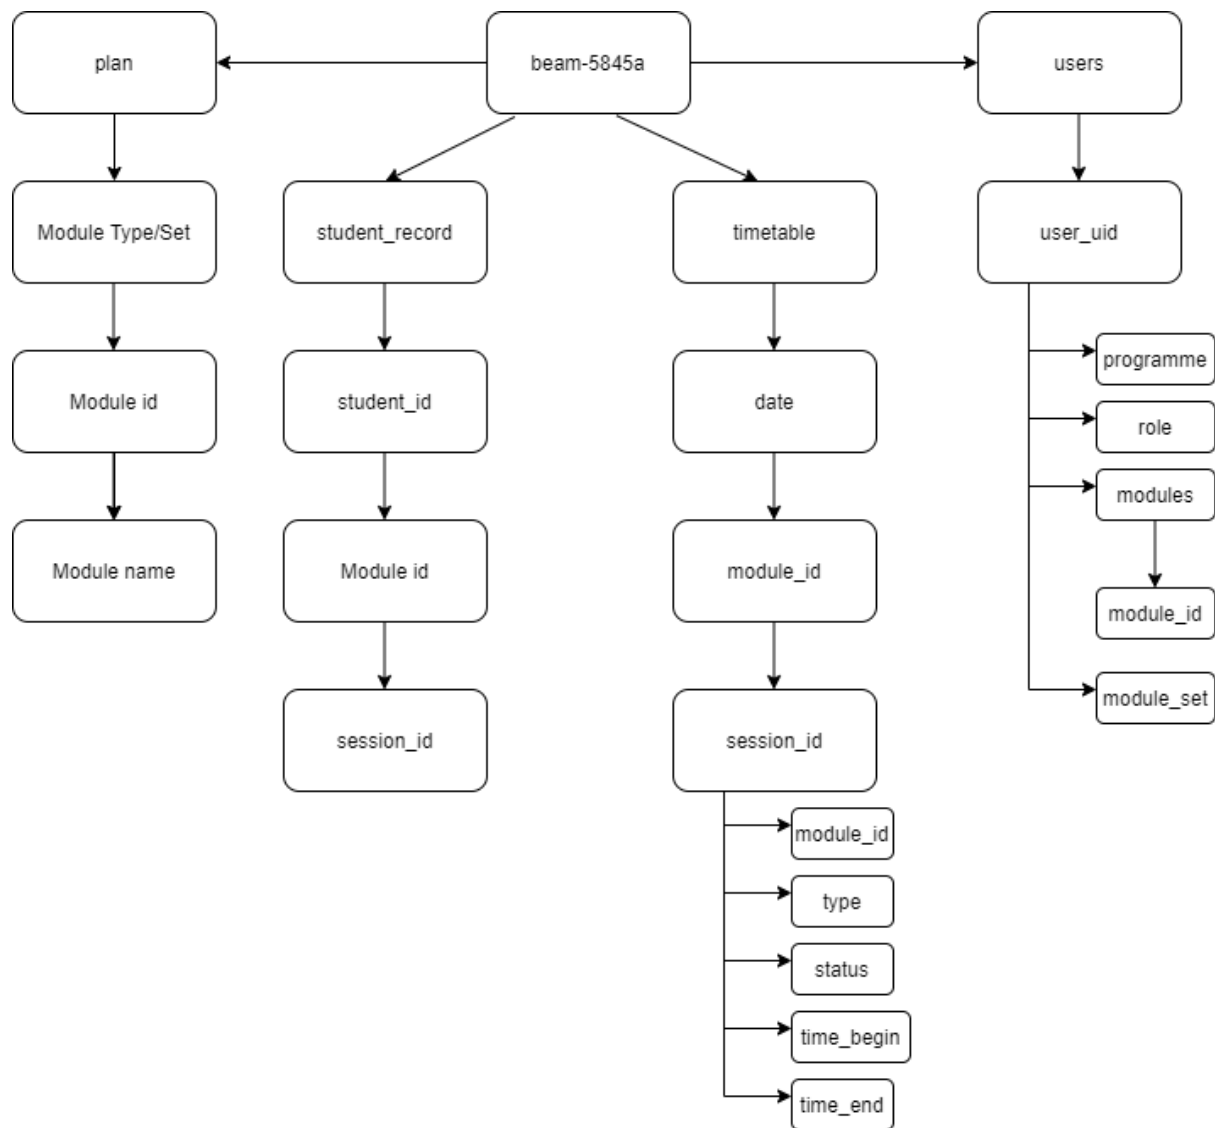 plan
beam-5845a
users
Module Type/Set
student_record
timetable
user_uid
programme
Module id
student_id
date
role
modules
Module name
Module id
module_id
module_id
module_set
session_id
session_id
module_id
type
status
time_begin
time_end